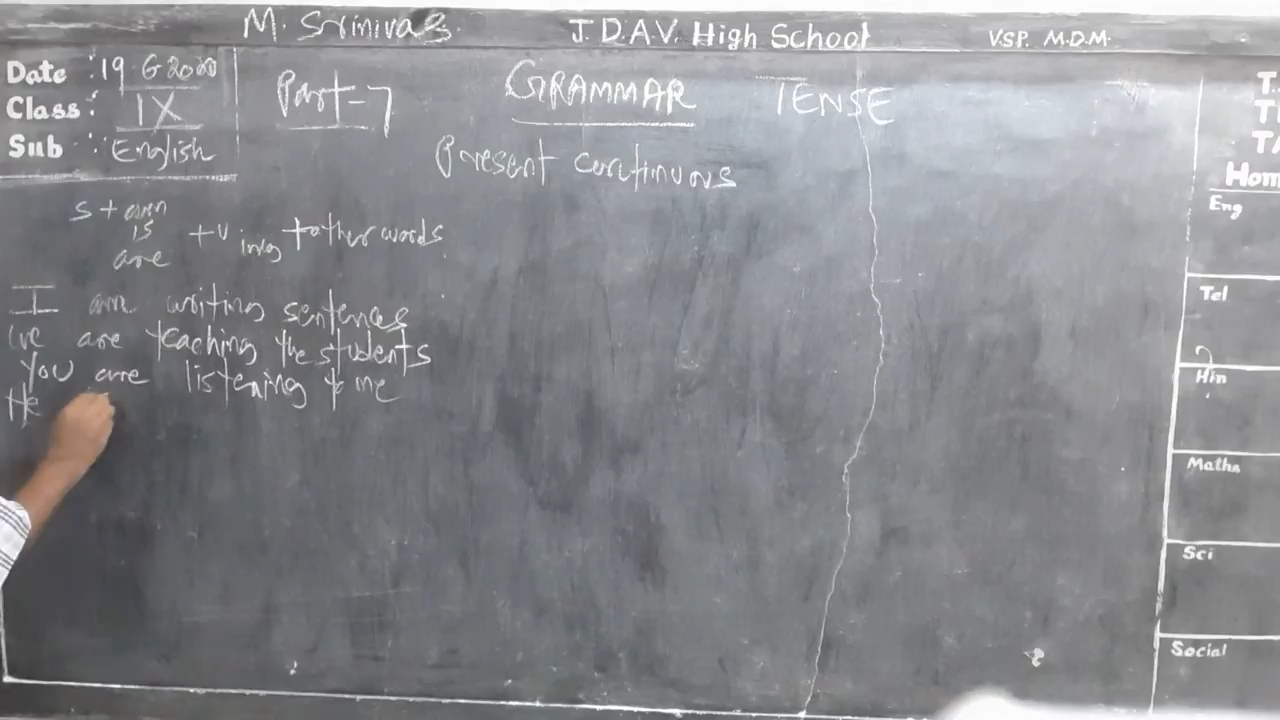 M. Srinivas. J.D.A.V. High School V.S.P. M.D.M.
Date : 19 6 2020
Class : IX
Sub : English
Part-7 GRAMMAR TENSE
Present continuous
S + am
is
are
+ V ing + other words
I am writing sentences
We are teaching the students
You are listening to me
He
Hom
Eng
Tel
Hin
Maths
Sci
Social